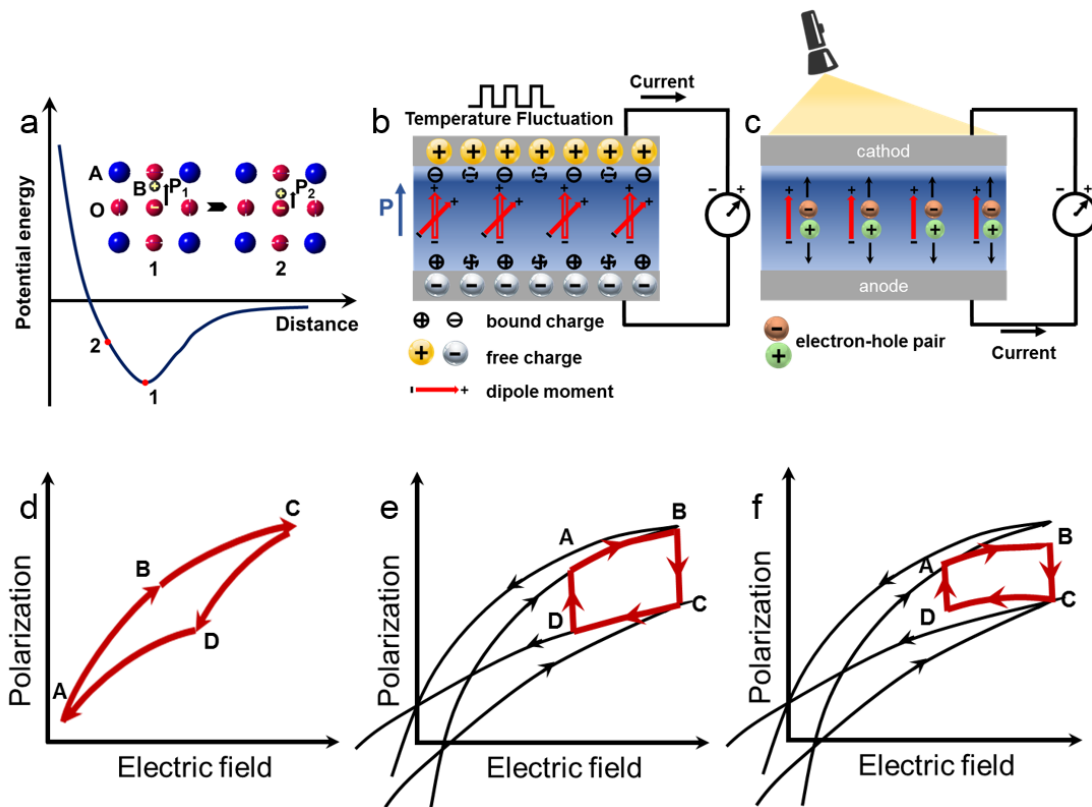 a
Potential energy
Distance
A
B
O
P1
P2
1
2
2
1
b
Temperature Fluctuation
Current
P
- +
bound charge
free charge
dipole moment
c
cathod
anode
- +
electron-hole pair
Current
d
Polarization
Electric field
A
B
C
D
e
Polarization
Electric field
A
B
C
D
f
Polarization
Electric field
A
B
C
D